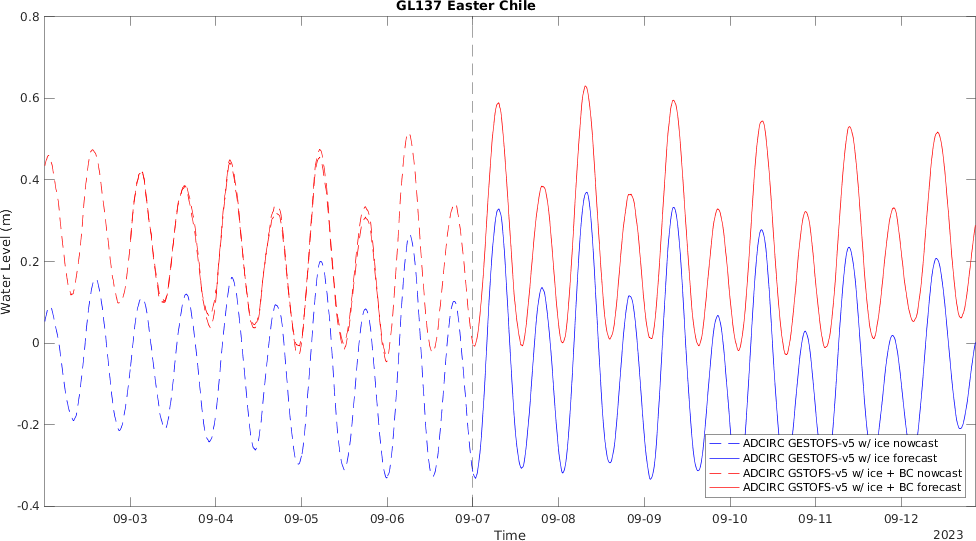 GL137 Easter Chile
0.8
0.6
0.4
0.2
0
-0.2
-0.4
Water Level (m)
ADCIRC GESTOFS-v5 w/ ice nowcast
ADCIRC GESTOFS-v5 w/ ice forecast
ADCIRC GSTOFS-v5 w/ ice + BC nowcast
ADCIRC GSTOFS-v5 w/ ice + BC forecast
09-03 09-04 09-05 09-06 09-07 09-08 09-09 09-10 09-11 09-12
Time
2023